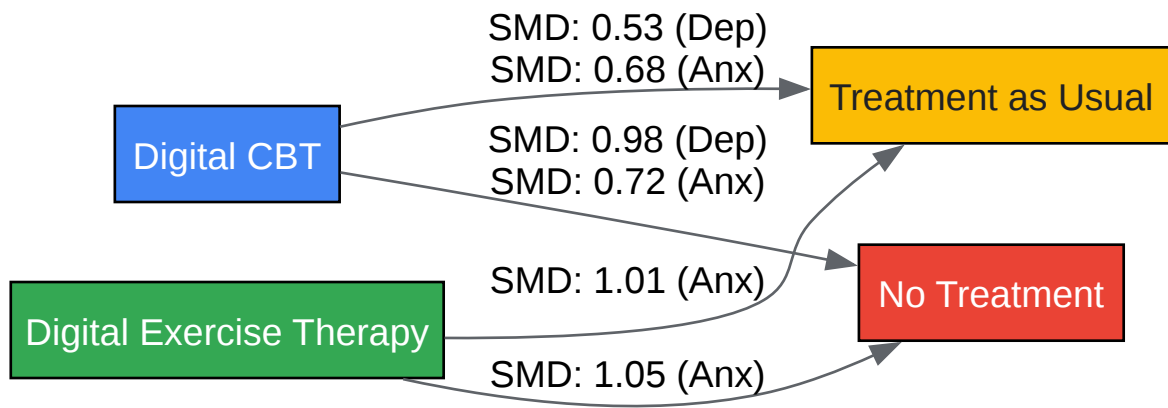 SMD: 0.53 (Dep)
SMD: 0.68 (Anx)
Treatment as Usual
Digital CBT
SMD: 0.98 (Dep)
SMD: 0.72 (Anx)
SMD: 1.01 (Anx)
No Treatment
Digital Exercise Therapy
SMD: 1.05 (Anx)